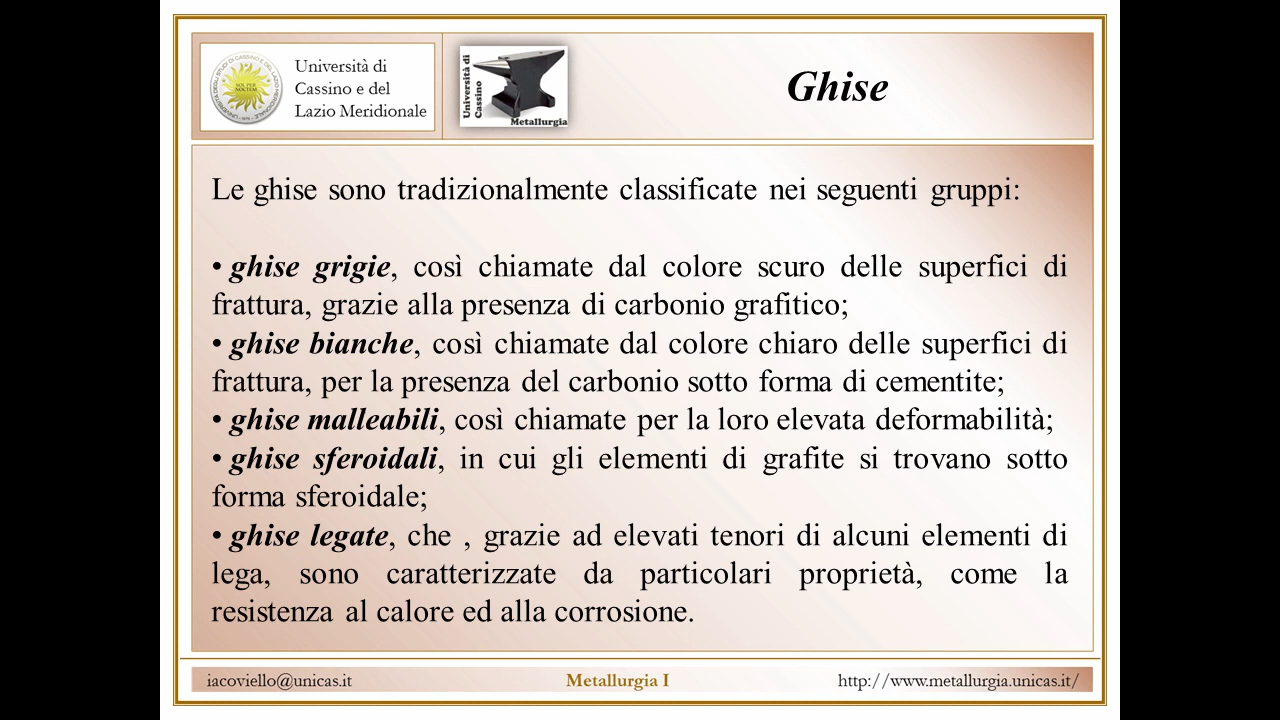 Università di
Cassino e del
Lazio Meridionale
Università di
Cassino
Metallurgia
Ghise
Le ghise sono tradizionalmente classificate nei seguenti gruppi:
• ghise grigie, così chiamate dal colore scuro delle superfici di
frattura, grazie alla presenza di carbonio grafitico;
• ghise bianche, così chiamate dal colore chiaro delle superfici di
frattura, per la presenza del carbonio sotto forma di cementite;
• ghise malleabili, così chiamate per la loro elevata deformabilità;
• ghise sferoidali, in cui gli elementi di grafite si trovano sotto
forma sferoidale;
• ghise legate, che , grazie ad elevati tenori di alcuni elementi di
lega, sono caratterizzate da particolari proprietà, come la
resistenza al calore ed alla corrosione.
iacoviello@unicas.it
Metallurgia I
http://www.metallurgia.unicas.it/